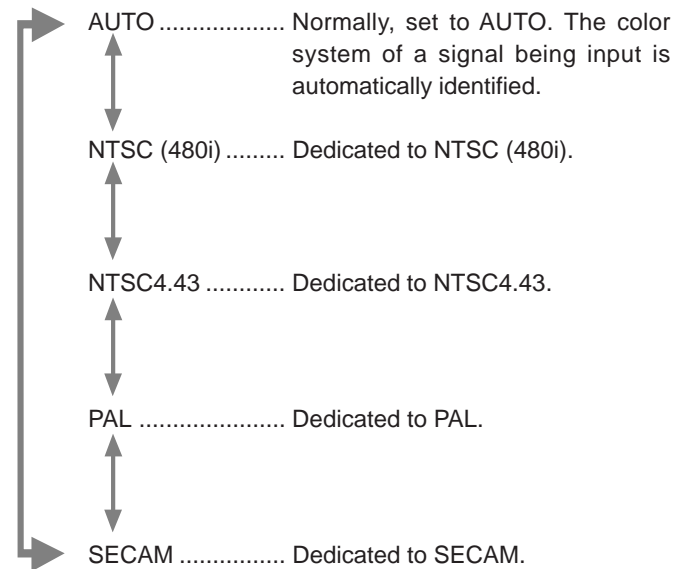 AUTO ................... Normally, set to AUTO. The color
system of a signal being input is
automatically identified.
NTSC (480i) ......... Dedicated to NTSC (480i).
NTSC4.43 ............ Dedicated to NTSC4.43.
PAL ...................... Dedicated to PAL.
SECAM ................ Dedicated to SECAM.